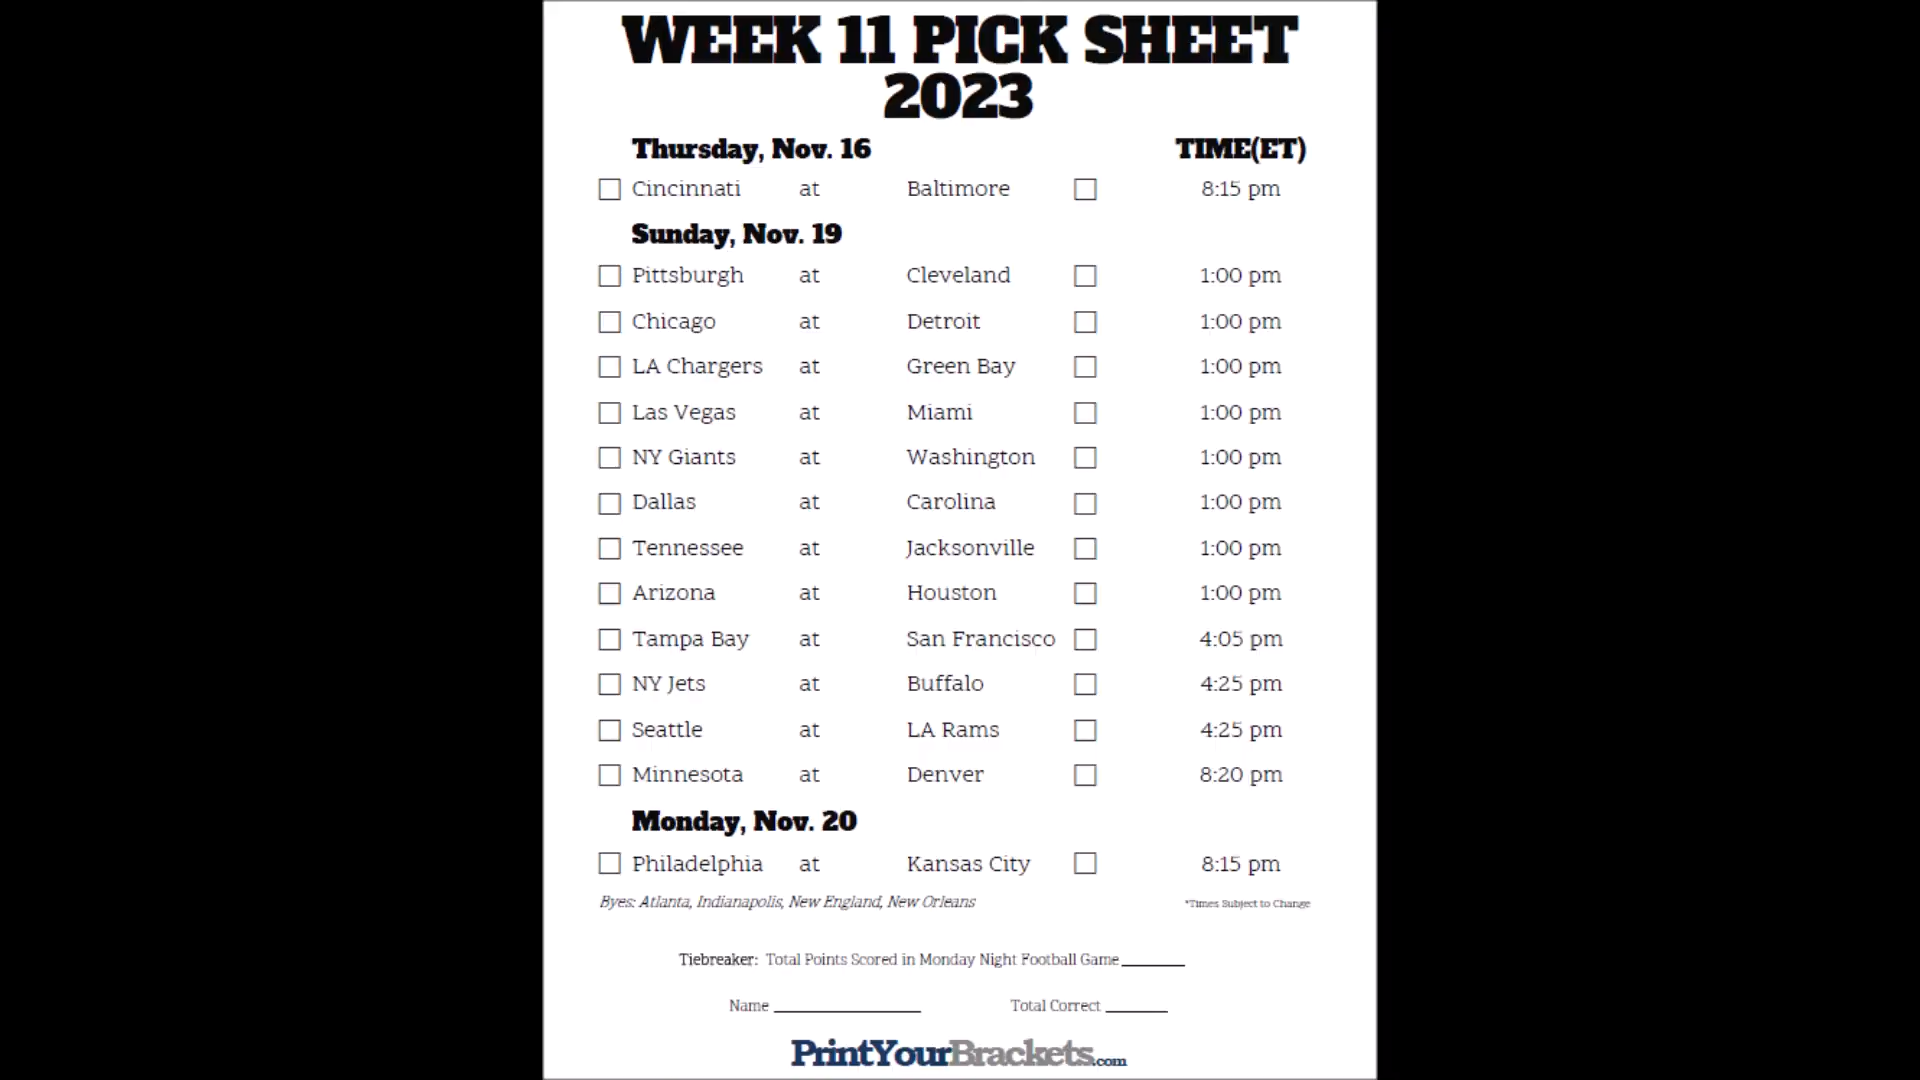 WEEK 11 PICK SHEET
2023
Thursday, Nov. 16 TIME(ET)
Cincinnati at Baltimore 8:15 pm
Sunday, Nov. 19
Pittsburgh at Cleveland 1:00 pm
Chicago at Detroit 1:00 pm
LA Chargers at Green Bay 1:00 pm
Las Vegas at Miami 1:00 pm
NY Giants at Washington 1:00 pm
Dallas at Carolina 1:00 pm
Tennessee at Jacksonville 1:00 pm
Arizona at Houston 1:00 pm
Tampa Bay at San Francisco 4:05 pm
NY Jets at Buffalo 4:25 pm
Seattle at LA Rams 4:25 pm
Minnesota at Denver 8:20 pm
Monday, Nov. 20
Philadelphia at Kansas City 8:15 pm
Byes: Atlanta, Indianapolis, New England, New Orleans *Times Subject to Change
Tiebreaker: Total Points Scored in Monday Night Football Game
Name Total Correct
PrintYourBrackets.com